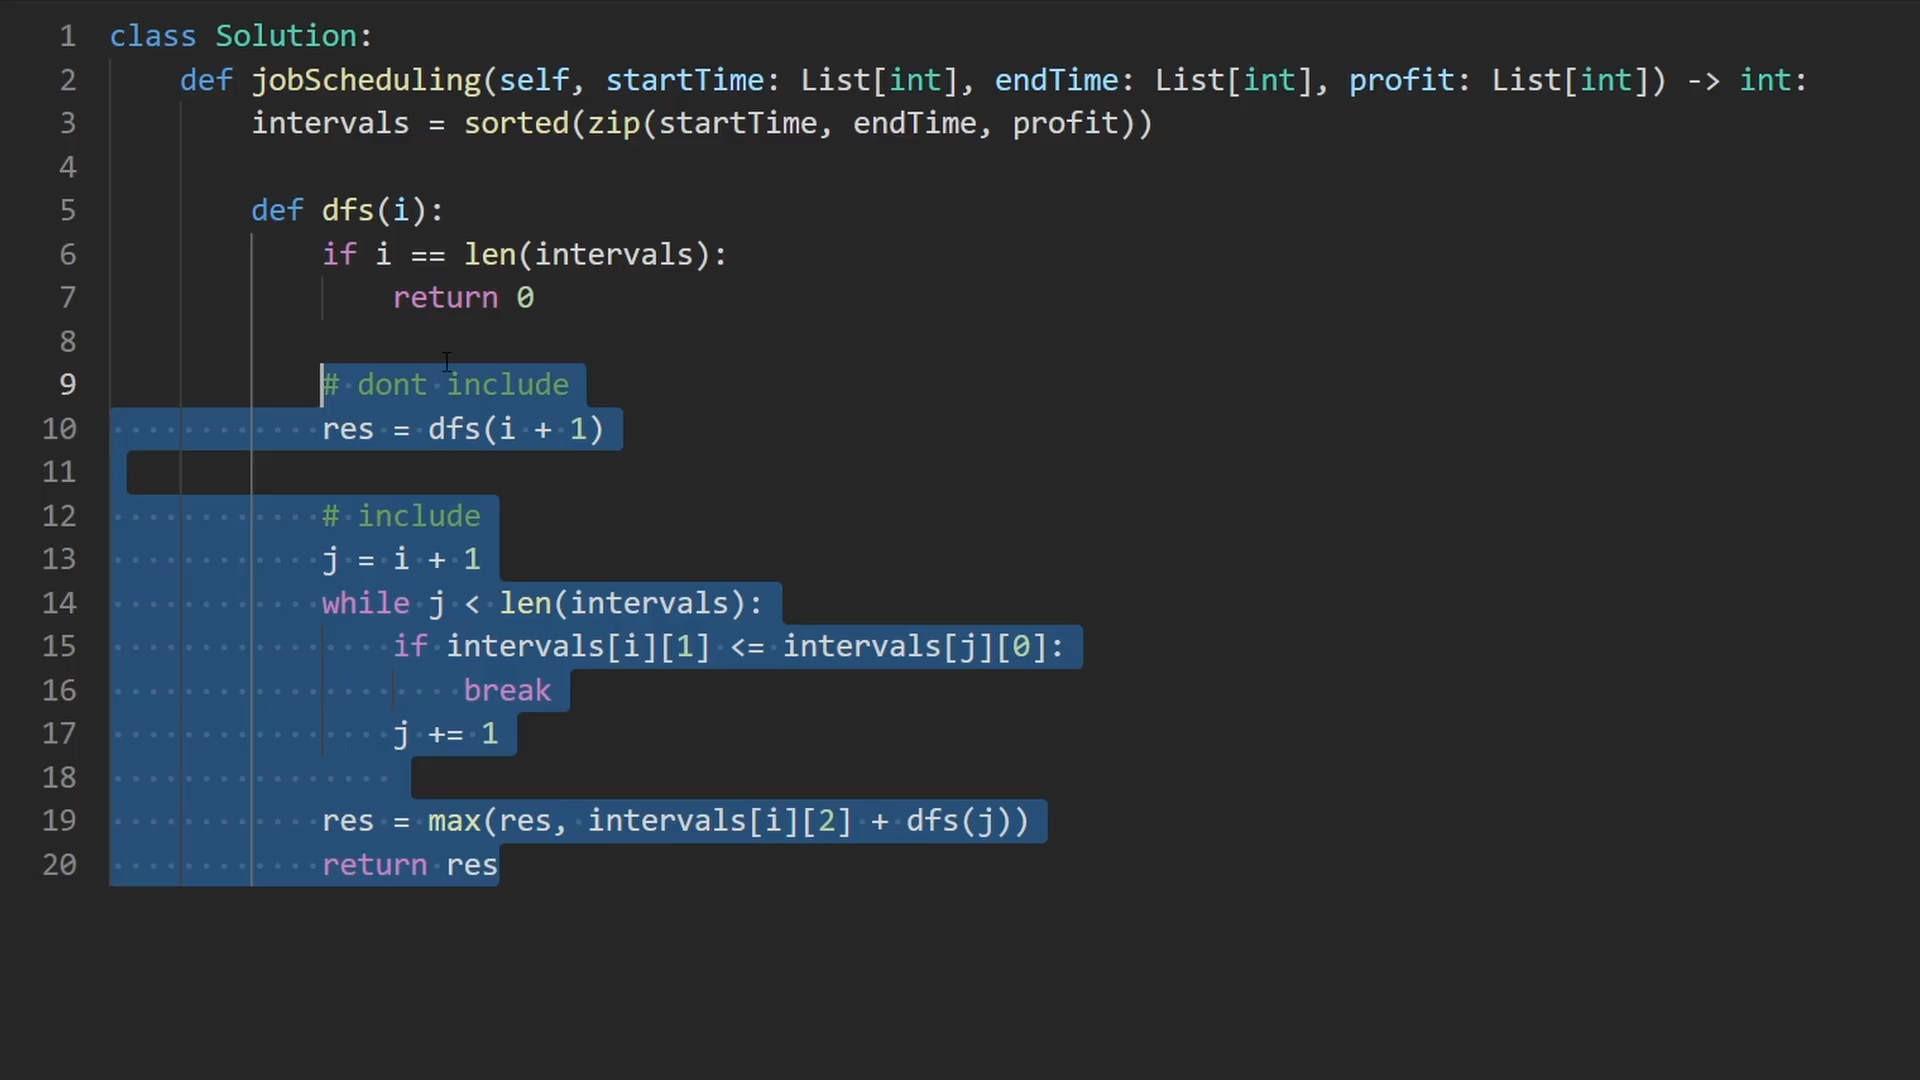 1 class Solution:
2 def jobScheduling(self, startTime: List[int], endTime: List[int], profit: List[int]) -> int:
3 intervals = sorted(zip(startTime, endTime, profit))
4
5 def dfs(i):
6 if i == len(intervals):
7 return 0
8
9 # dont include
10 res = dfs(i + 1)
11
12 # include
13 j = i + 1
14 while j < len(intervals):
15 if intervals[i][1] <= intervals[j][0]:
16 break
17 j += 1
18
19 res = max(res, intervals[i][2] + dfs(j))
20 return res